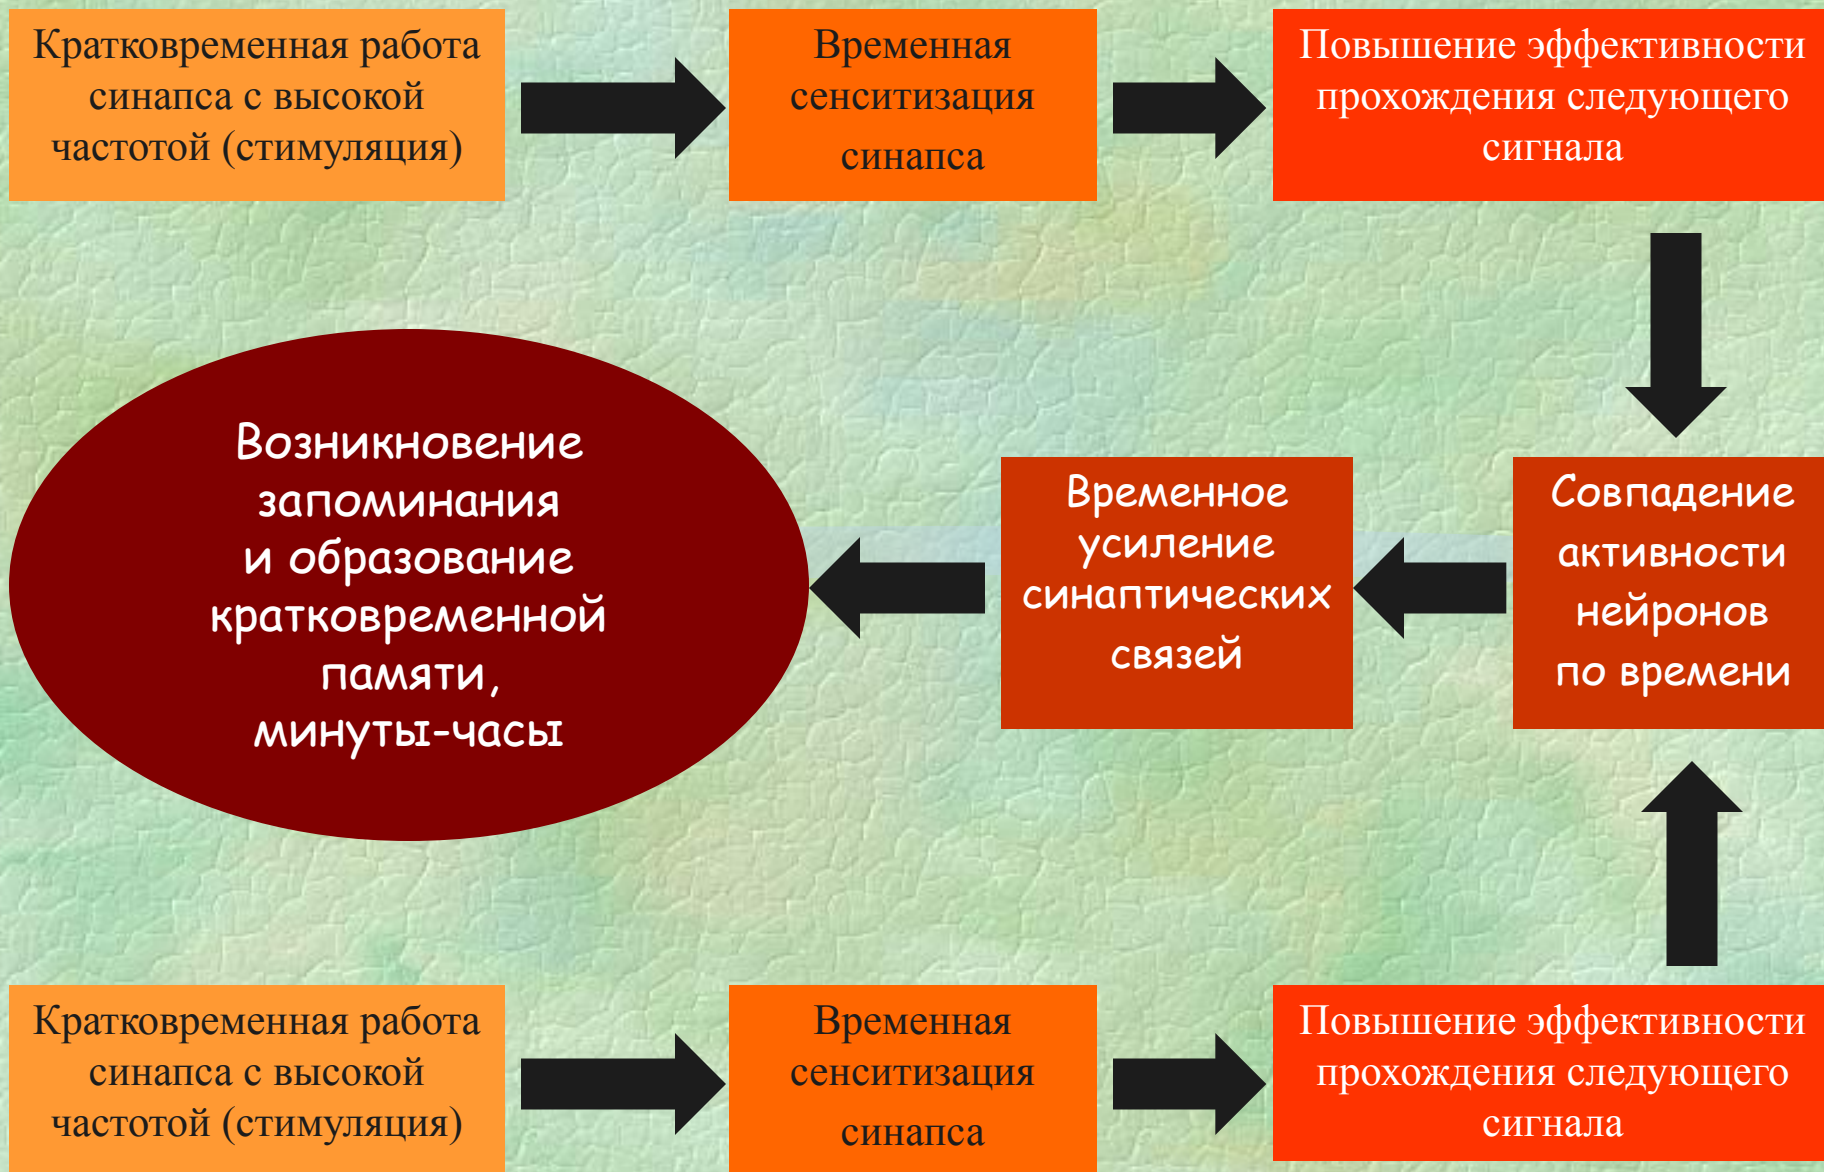 Кратковременная работа
синапса с высокой
частотой (стимуляция)
Временная
сенситизация
синапса
Повышение эффективности
прохождения следующего
сигнала
Возникновение
запоминания
и образование
кратковременной
памяти,
минуты-часы
Временное
усиление
синаптических
связей
Совпадение
активности
нейронов
по времени
Кратковременная работа
синапса с высокой
частотой (стимуляция)
Временная
сенситизация
синапса
Повышение эффективности
прохождения следующего
сигнала